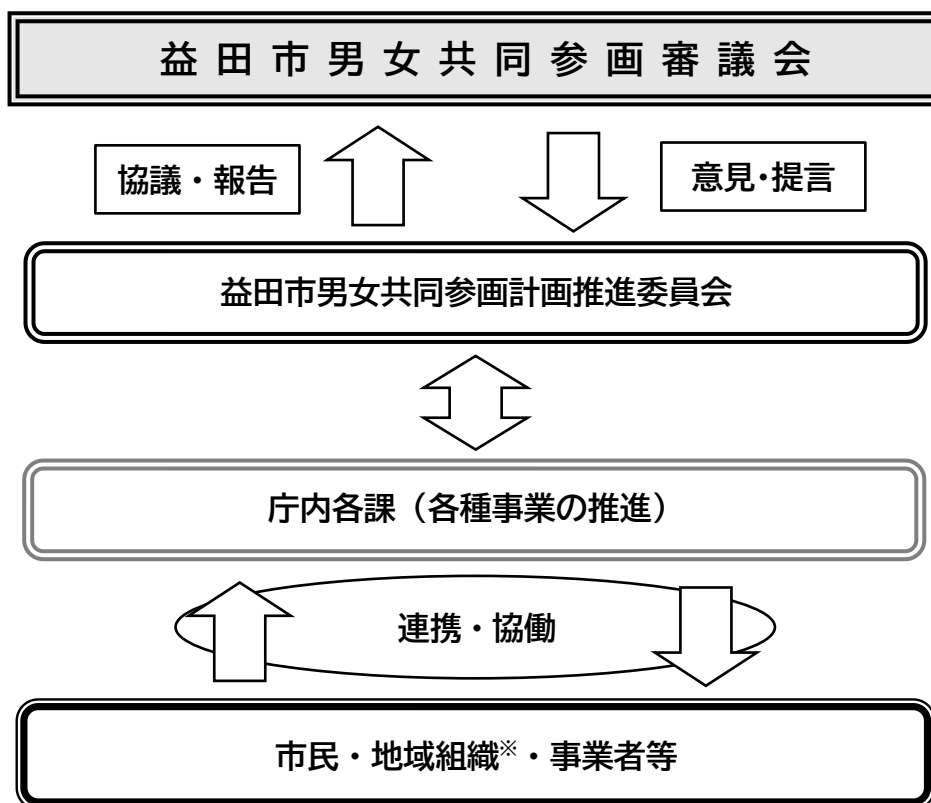 益田市男女共同参画審議会
協議・報告
意見・提言
益田市男女共同参画計画推進委員会
庁内各課（各種事業の推進）
連携・協働
市民・地域組織※・事業者等